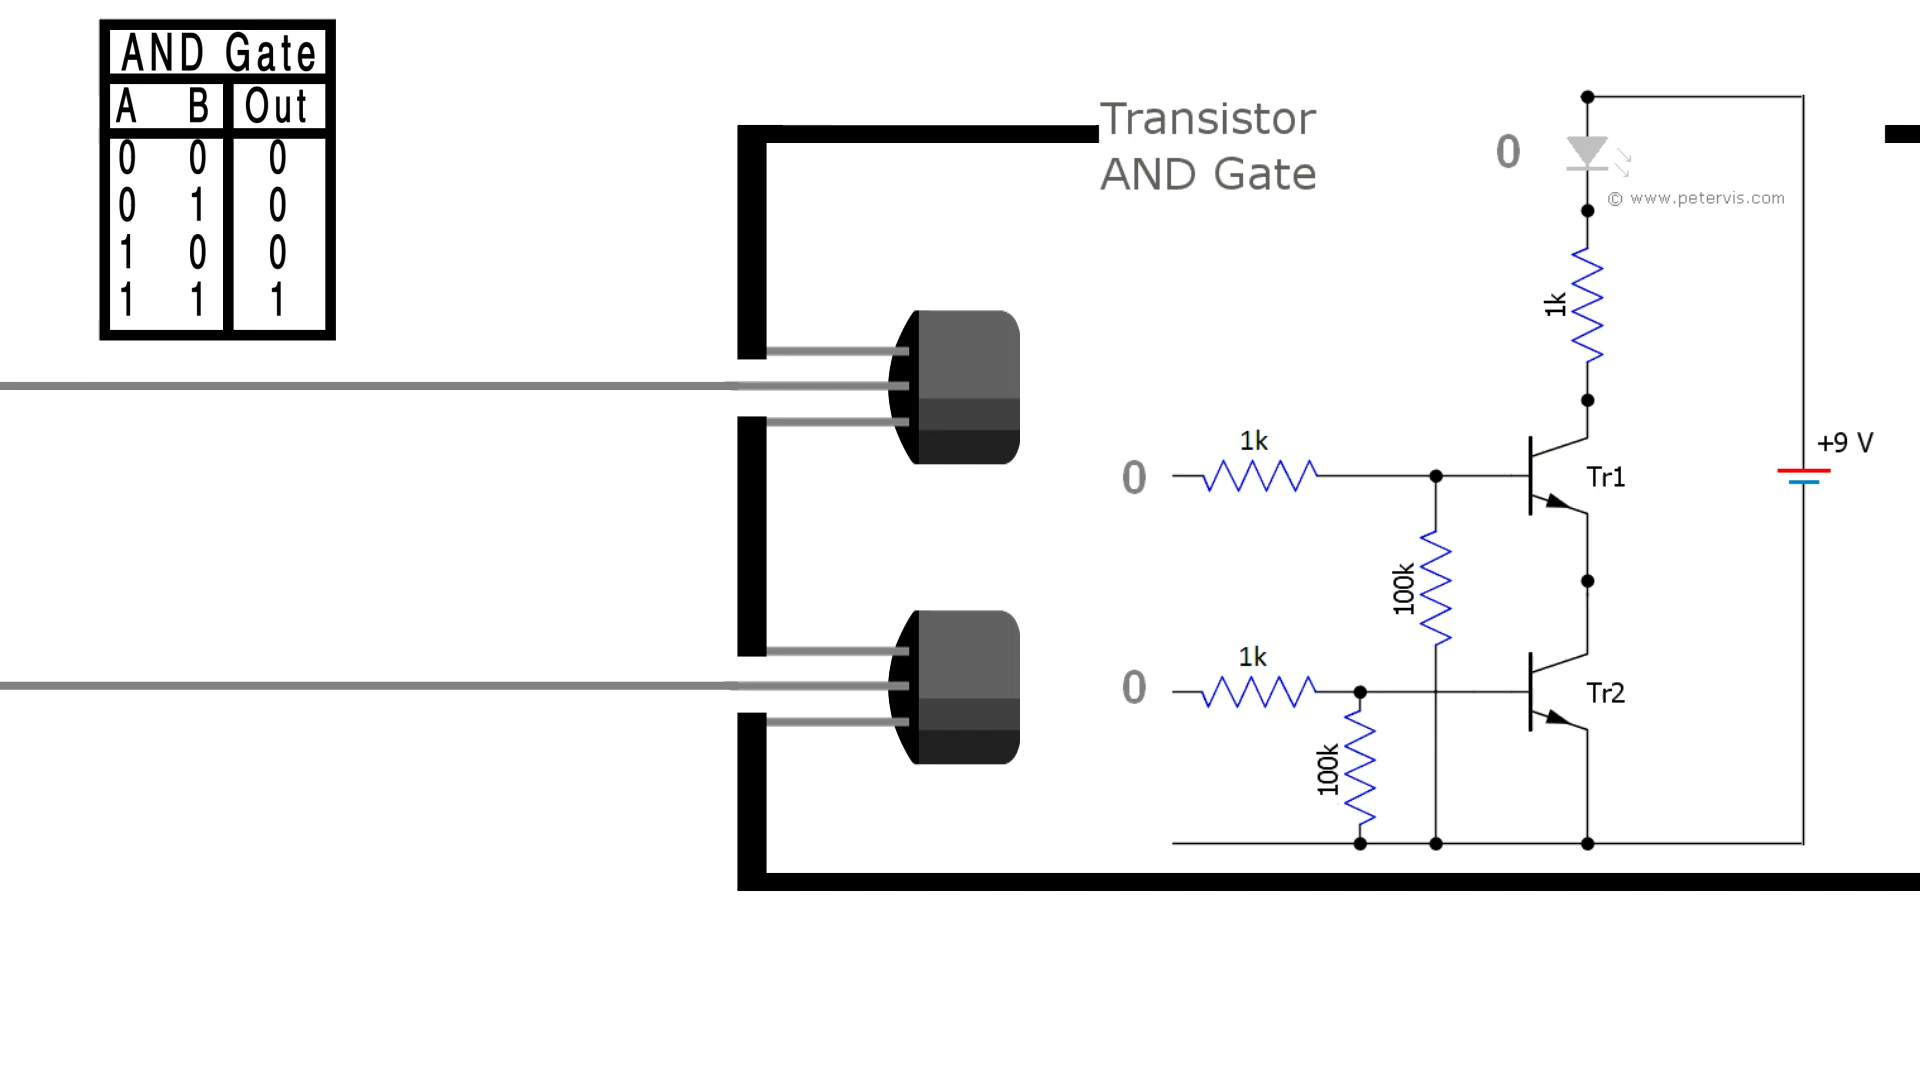 AND Gate
A B Out
0 0 0
0 1 0
1 0 0
1 1 1
Transistor
AND Gate
0
© www.petervis.com
1k
+9 V
1k
0
Tr1
100k
1k
0
Tr2
100k